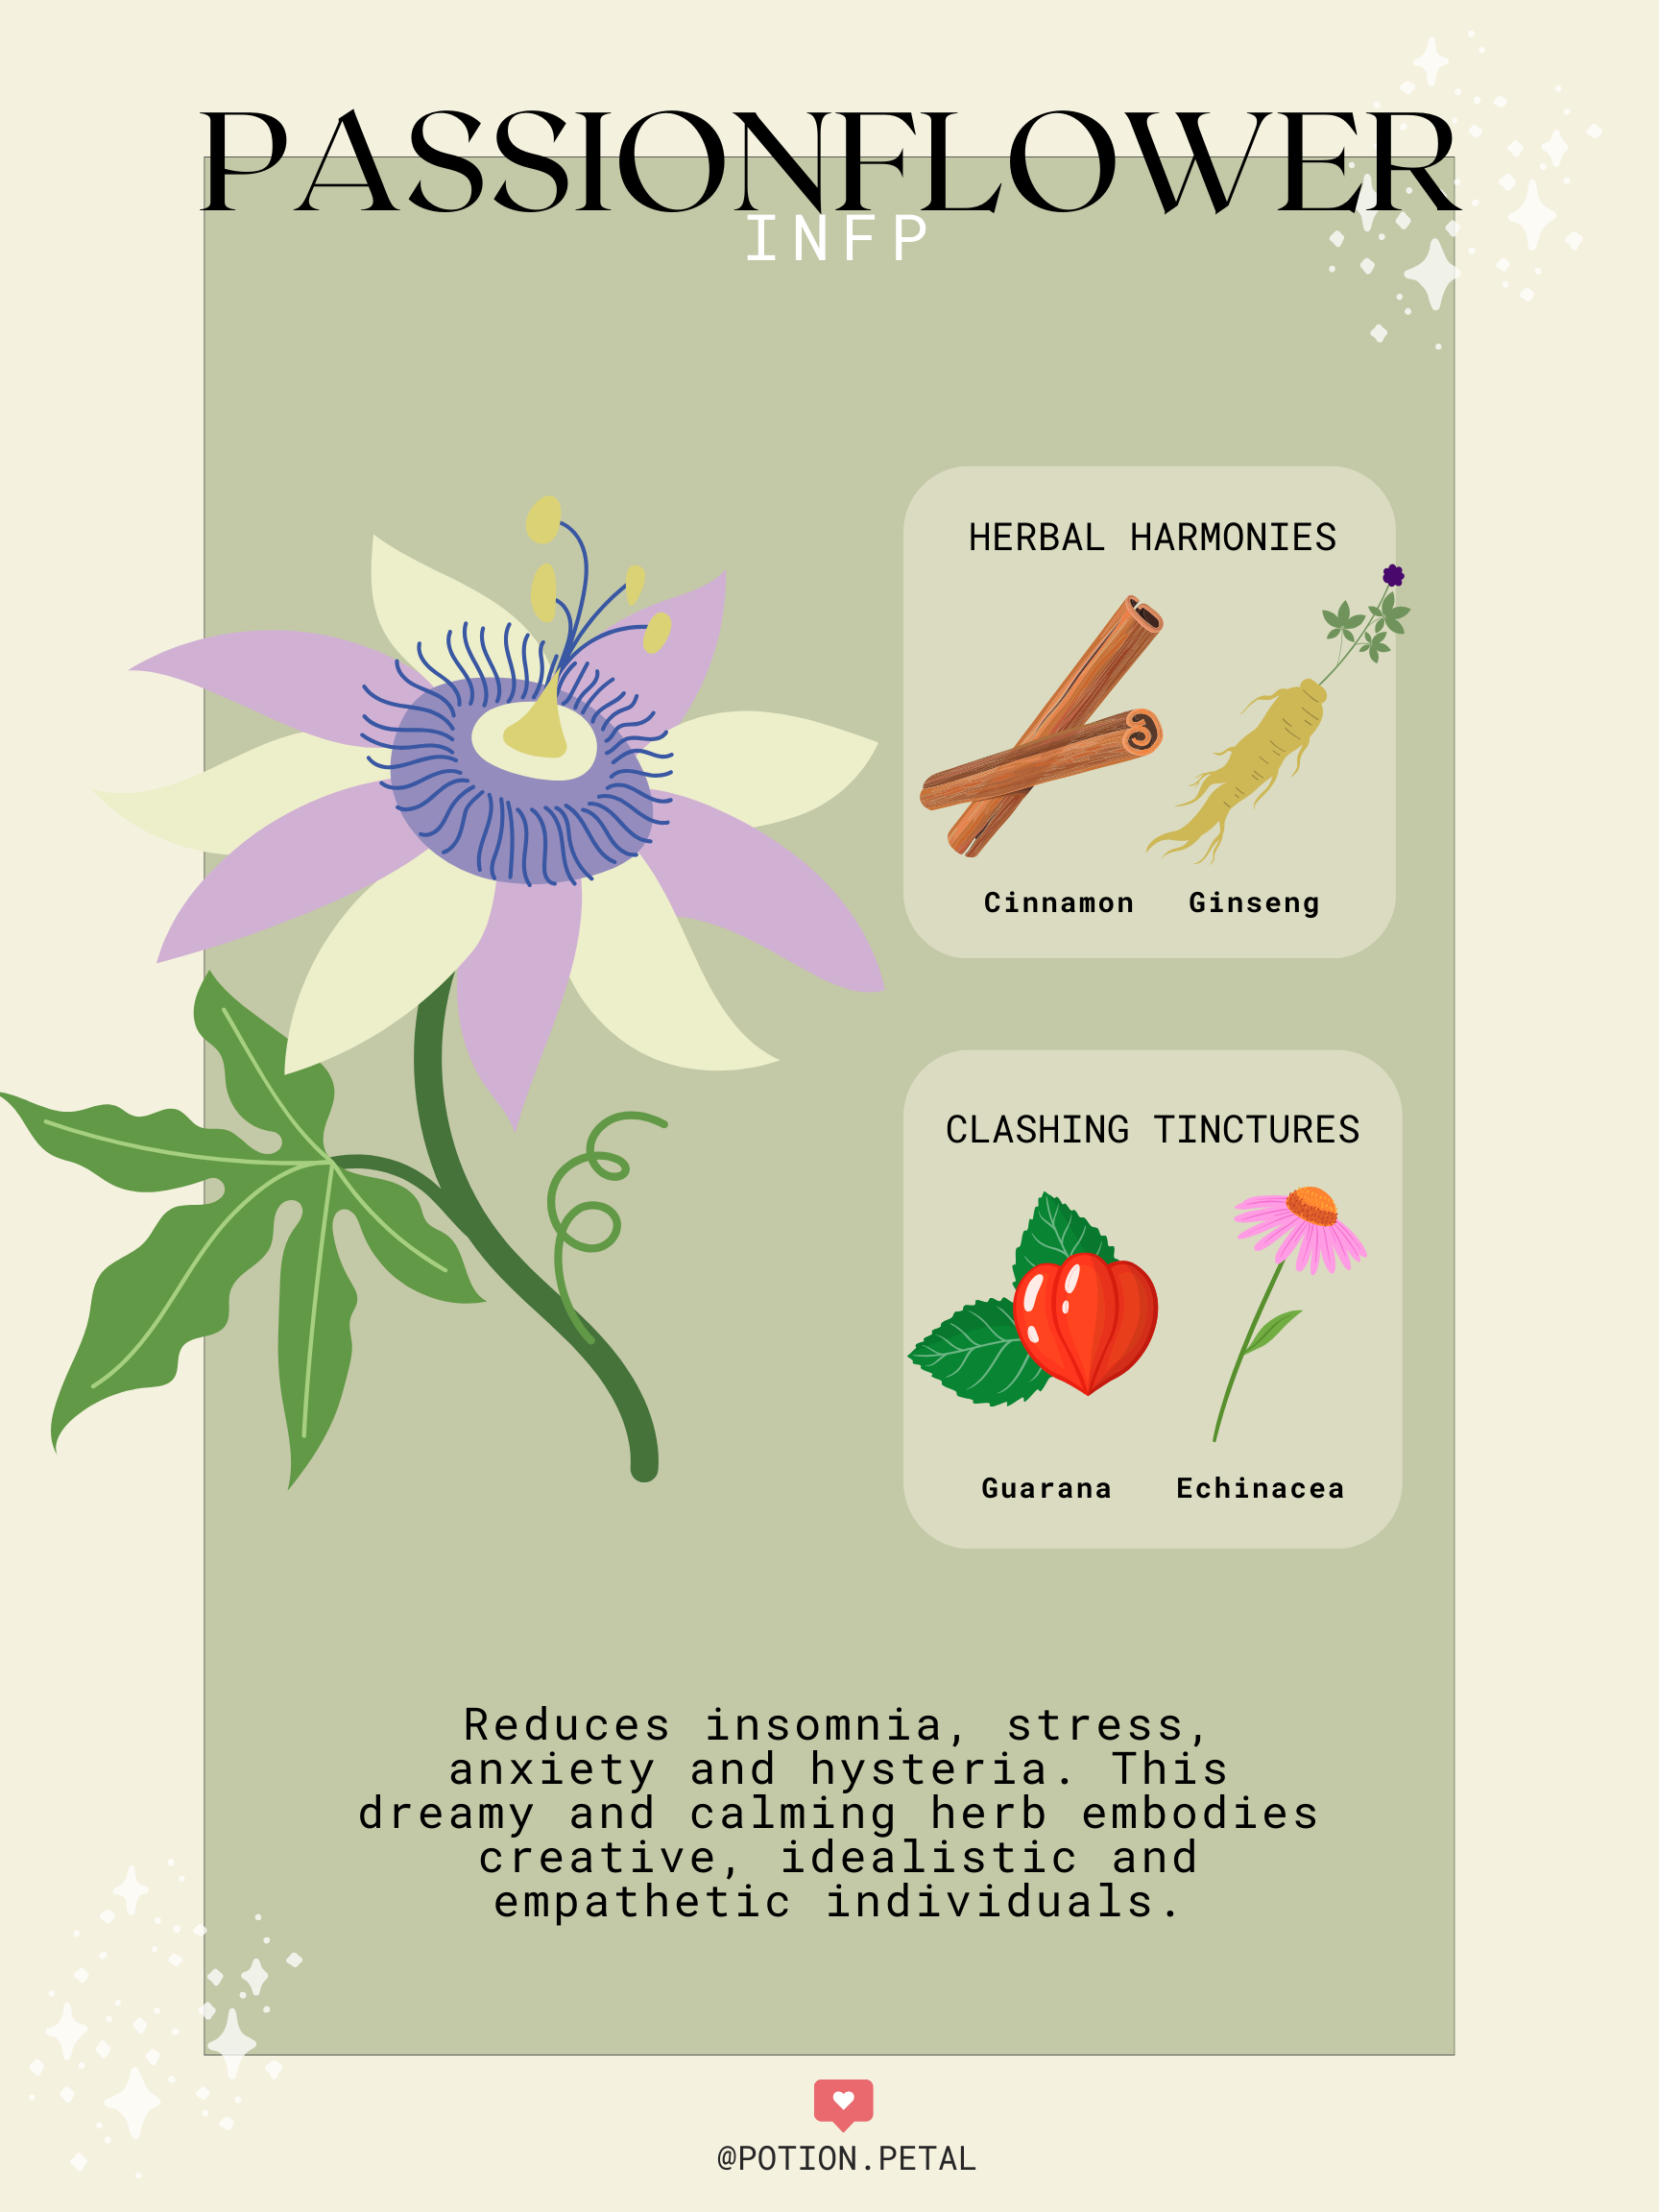 PASSIONFLOWER
INFP
HERBAL HARMONIES
Cinnamon Ginseng
CLASHING TINCTURES
Guarana Echinacea
Reduces insomnia, stress,
anxiety and hysteria. This
dreamy and calming herb embodies
creative, idealistic and
empathetic individuals.
@POTION.PETAL